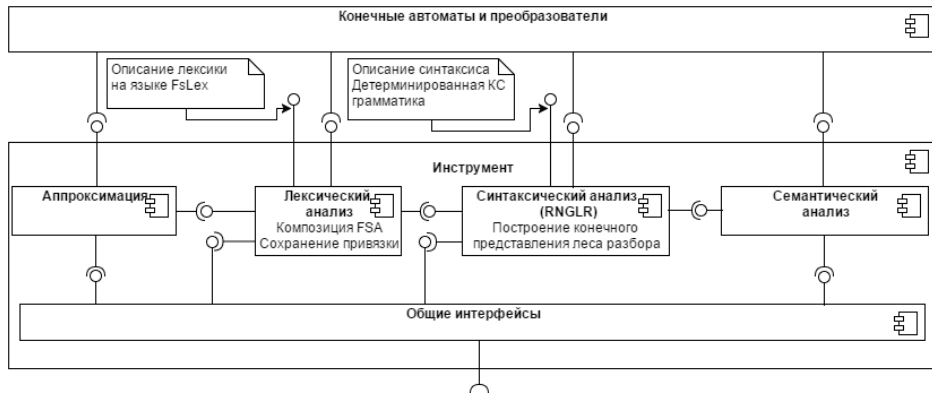 Конечные автоматы и преобразователи
Описание лексики
на языке FsLex
Описание синтаксиса
Детерминированная КС
грамматика
Инструмент
Аппроксимация
Лексический
анализ
Композиция FSA
Сохранение привязки
Синтаксический анализ
(RNGLR)
Построение конечного
представления леса разбора
Семантический
анализ
Общие интерфейсы